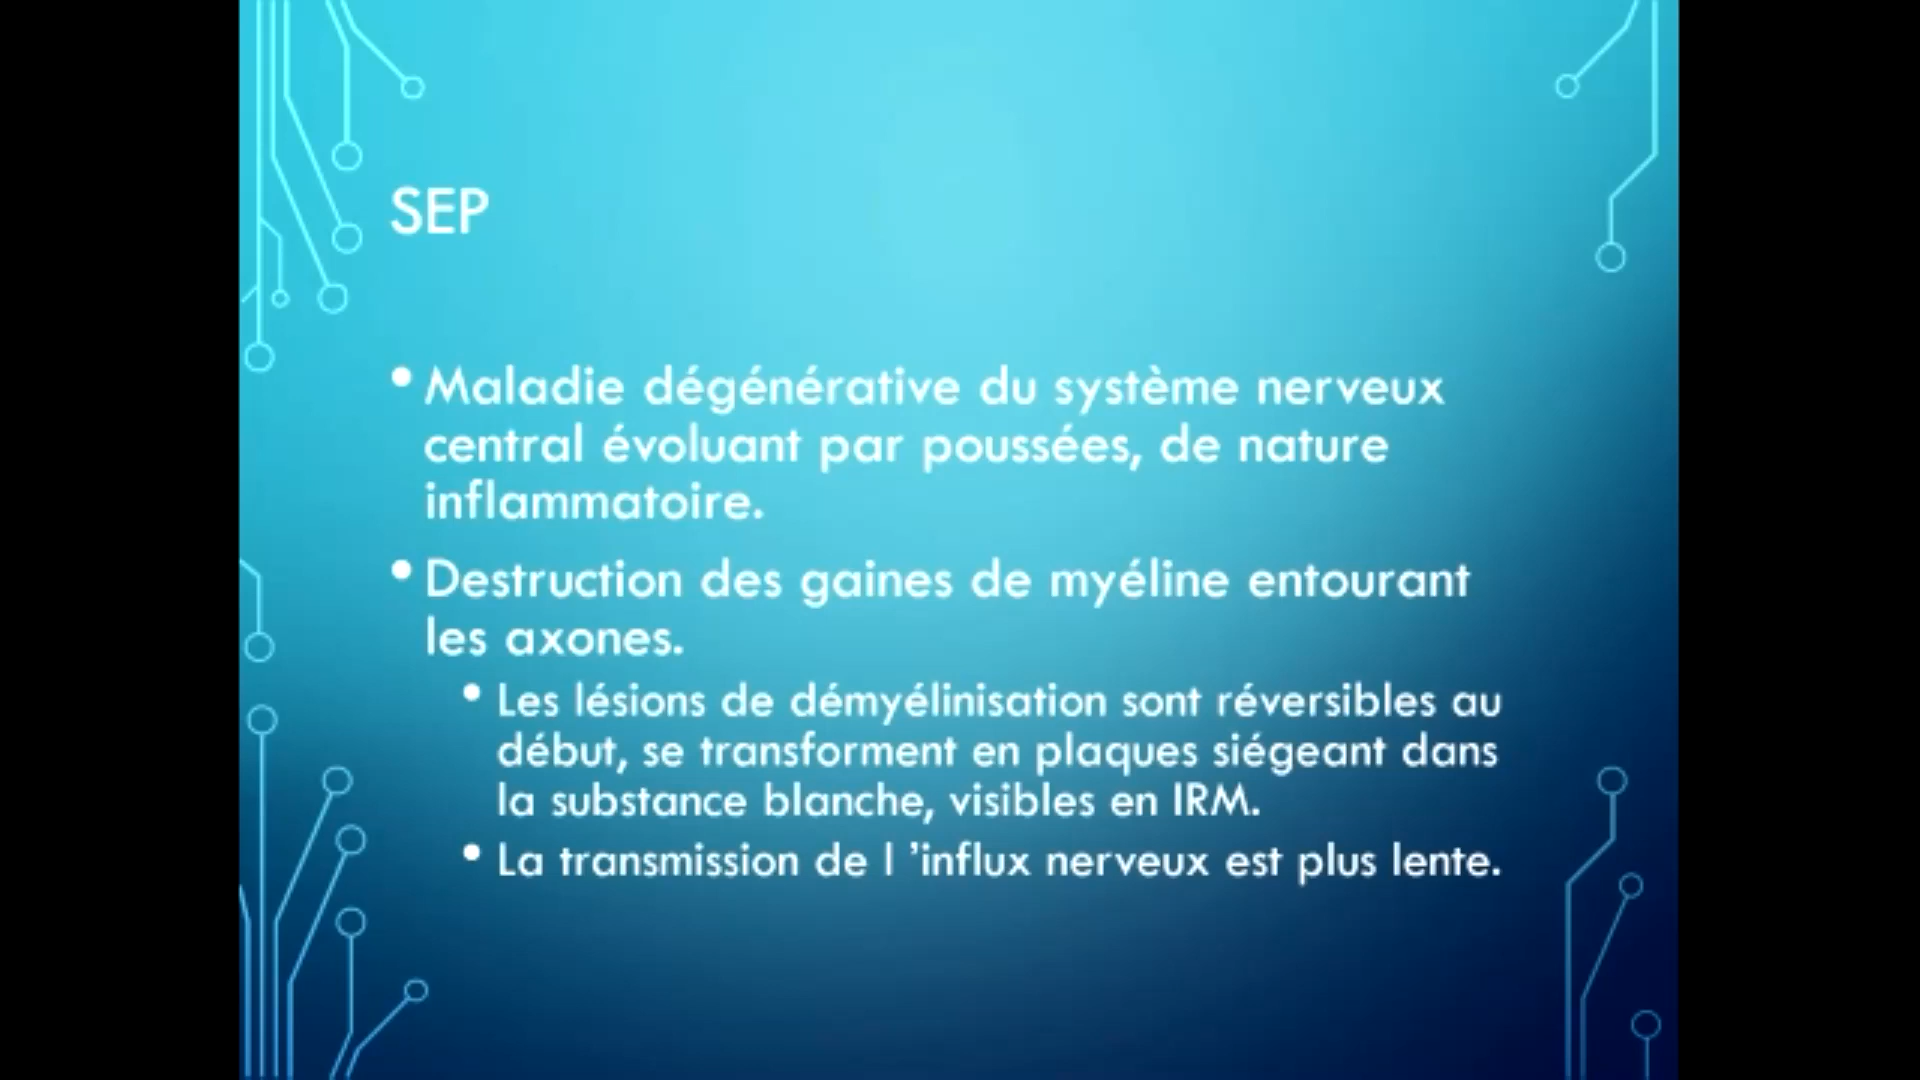 SEP
• Maladie dégénérative du système nerveux
central évoluant par poussées, de nature
inflammatoire.
• Destruction des gaines de myéline entourant
les axones.
• Les lésions de démyélinisation sont réversibles au
début, se transforment en plaques siégeant dans
la substance blanche, visibles en IRM.
• La transmission de l ’influx nerveux est plus lente.